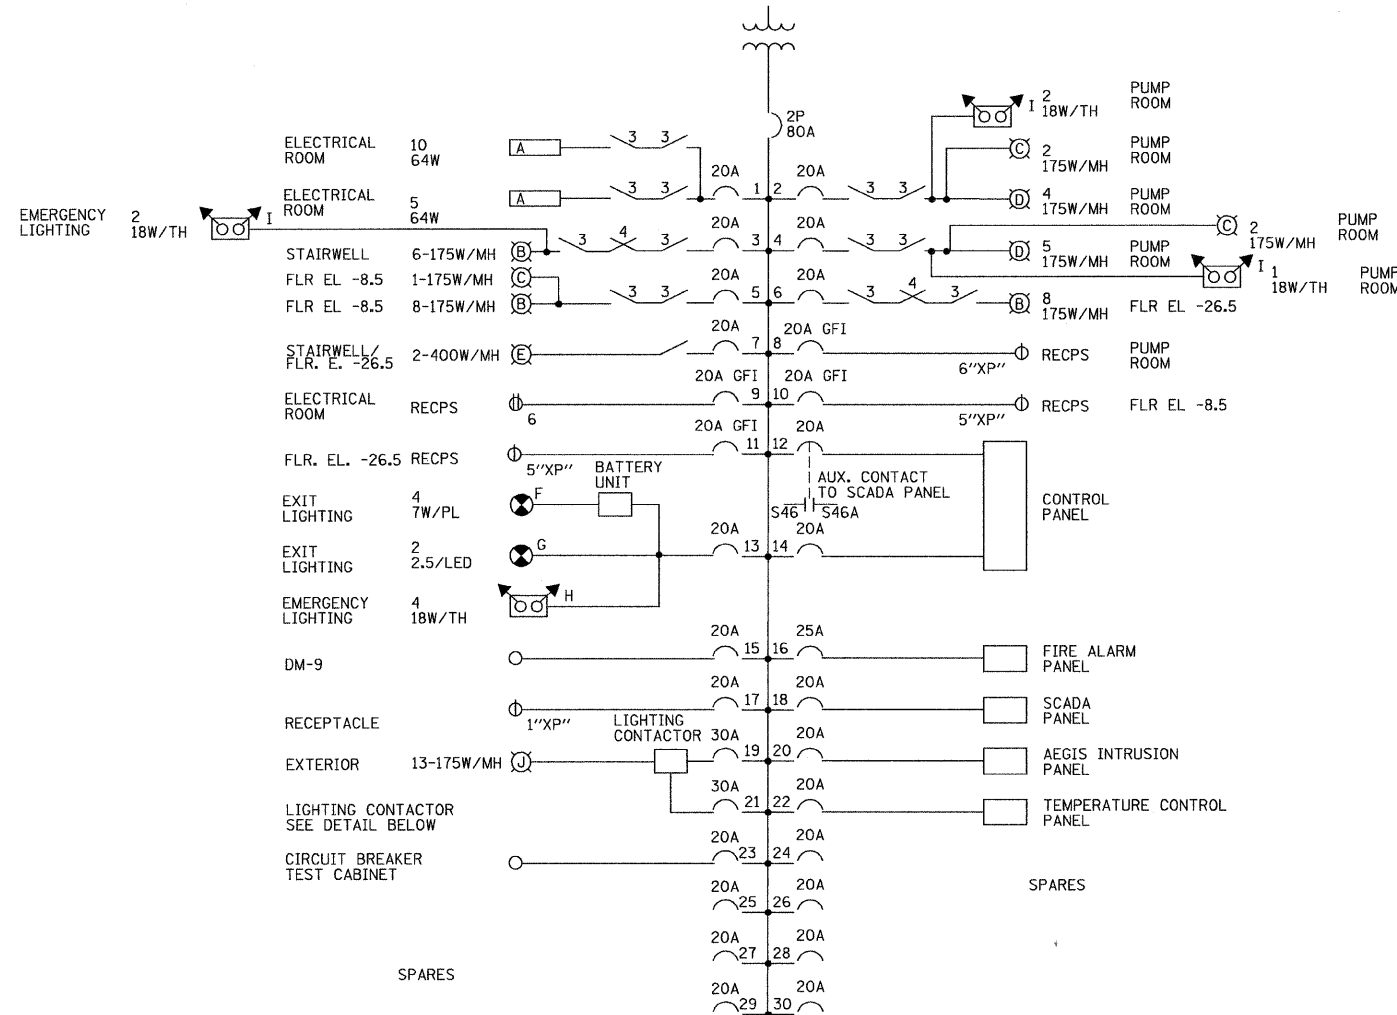 2P
80A
ELECTRICAL
ROOM
10
64W
A
3 3
I
2
18W/TH
PUMP
ROOM
C
2
175W/MH
PUMP
ROOM
ELECTRICAL
ROOM
5
64W
A
3 3
20A
1
2
20A
3 3
D
4
175W/MH
PUMP
ROOM
EMERGENCY
LIGHTING
2
18W/TH
I
STAIRWELL
6-175W/MH
B
3 4 3
20A
3
4
20A
3 3
D
5
175W/MH
PUMP
ROOM
C
2
175W/MH
PUMP
ROOM
I
1
18W/TH
PUMP
ROOM
FLR EL -8.5
1-175W/MH
C
FLR EL -8.5
8-175W/MH
B
3 3
20A
5
6
20A
3 4 3
B
8
175W/MH
FLR EL -26.5
STAIRWELL/
FLR. E. -26.5
2-400W/MH
E
20A
7
8
20A GFI
6"XP"
RECPS
PUMP
ROOM
ELECTRICAL
ROOM
RECPS
6
20A GFI
9
10
20A GFI
5"XP"
RECPS
FLR EL -8.5
FLR. EL. -26.5
RECPS
5"XP"
20A GFI
11
12
20A
AUX. CONTACT
TO SCADA PANEL
S46
S46A
CONTROL
PANEL
EXIT
LIGHTING
4
7W/PL
F
BATTERY
UNIT
EXIT
LIGHTING
2
2.5/LED
G
20A
13
14
20A
EMERGENCY
LIGHTING
4
18W/TH
H
DM-9
20A
15
16
25A
FIRE ALARM
PANEL
RECEPTACLE
1"XP"
20A
17
18
20A
SCADA
PANEL
EXTERIOR
13-175W/MH
J
LIGHTING
CONTACTOR
30A
19
20
20A
AEGIS INTRUSION
PANEL
LIGHTING CONTACTOR
SEE DETAIL BELOW
30A
21
22
20A
TEMPERATURE CONTROL
PANEL
CIRCUIT BREAKER
TEST CABINET
20A
23
24
20A
20A
25
26
20A
SPARES
20A
27
28
20A
SPARES
20A
29
30
20A